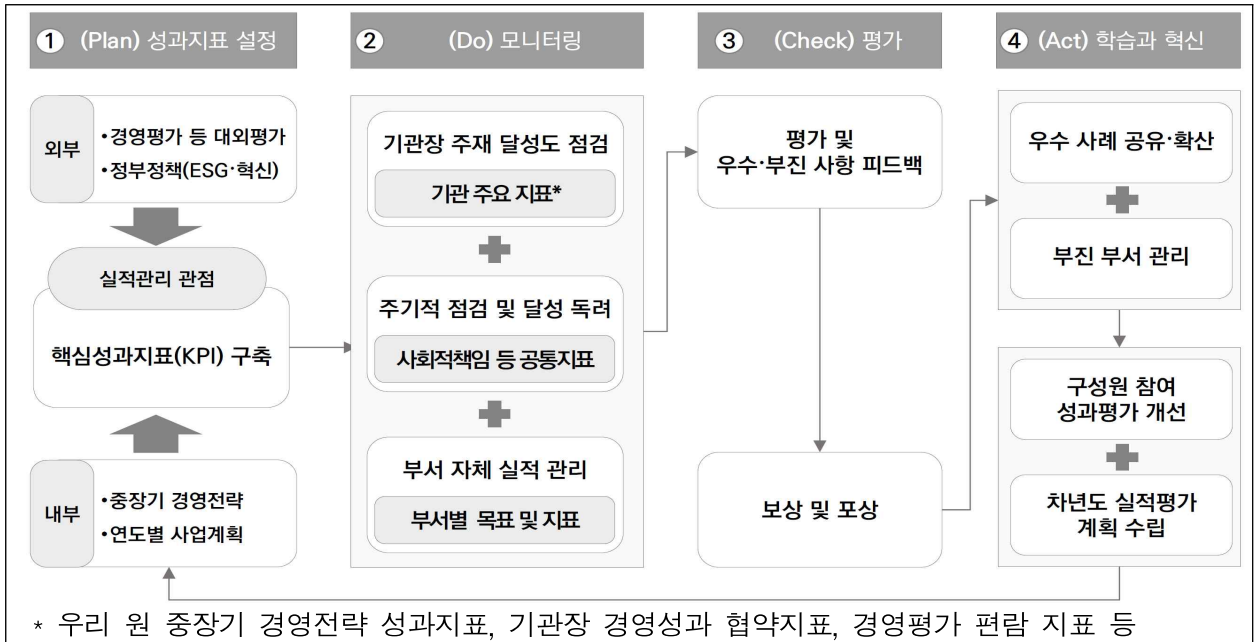 1 (Plan) 성과지표 설정
외부
•경영평가 등 대외평가
•정부정책(ESG·혁신)
실적관리 관점
핵심성과지표(KPI) 구축
내부
•중장기 경영전략
•연도별 사업계획
2 (Do) 모니터링
기관장 주재 달성도 점검
기관 주요 지표*
주기적 점검 및 달성 독려
사회적책임 등 공통지표
부서 자체 실적 관리
부서별 목표 및 지표
3 (Check) 평가
평가 및
우수·부진 사항 피드백
보상 및 포상
4 (Act) 학습과 혁신
우수 사례 공유·확산
부진 부서 관리
구성원 참여
성과평가 개선
차년도 실적평가
계획 수립
* 우리 원 중장기 경영전략 성과지표, 기관장 경영성과 협약지표, 경영평가 편람 지표 등